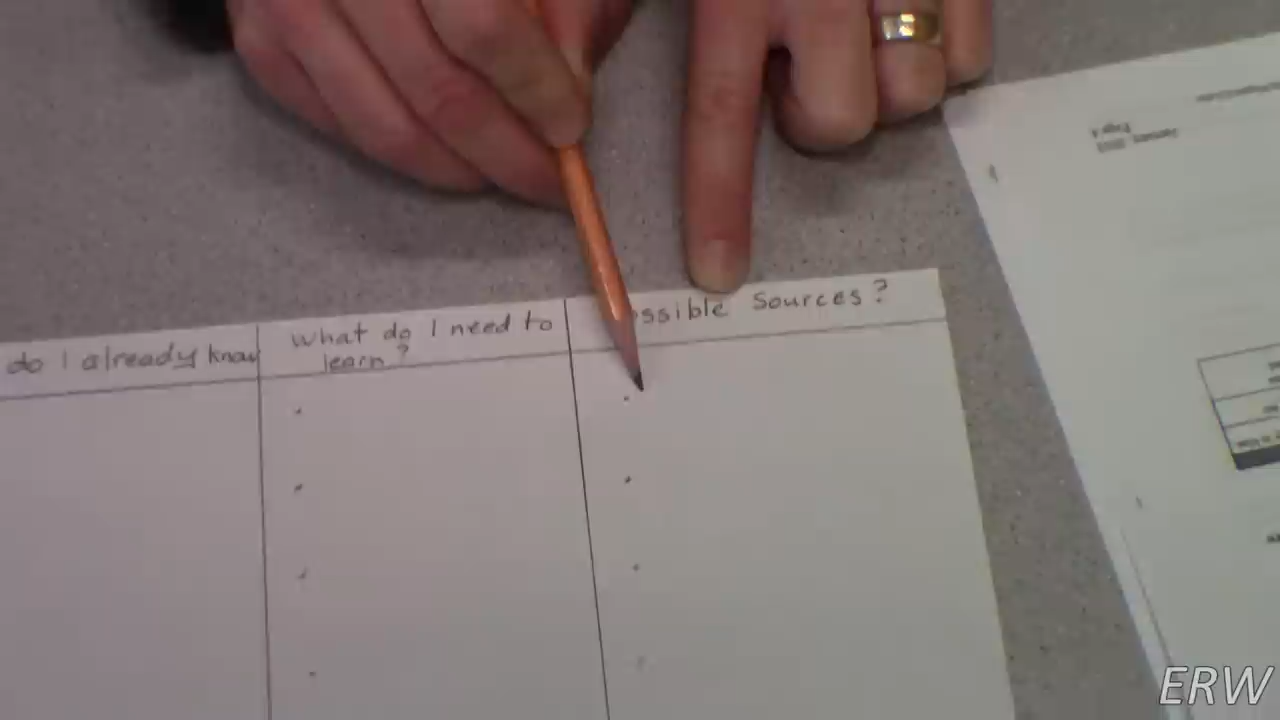 do I already know
what do I need to
learn?
ossible Sources?
ERW